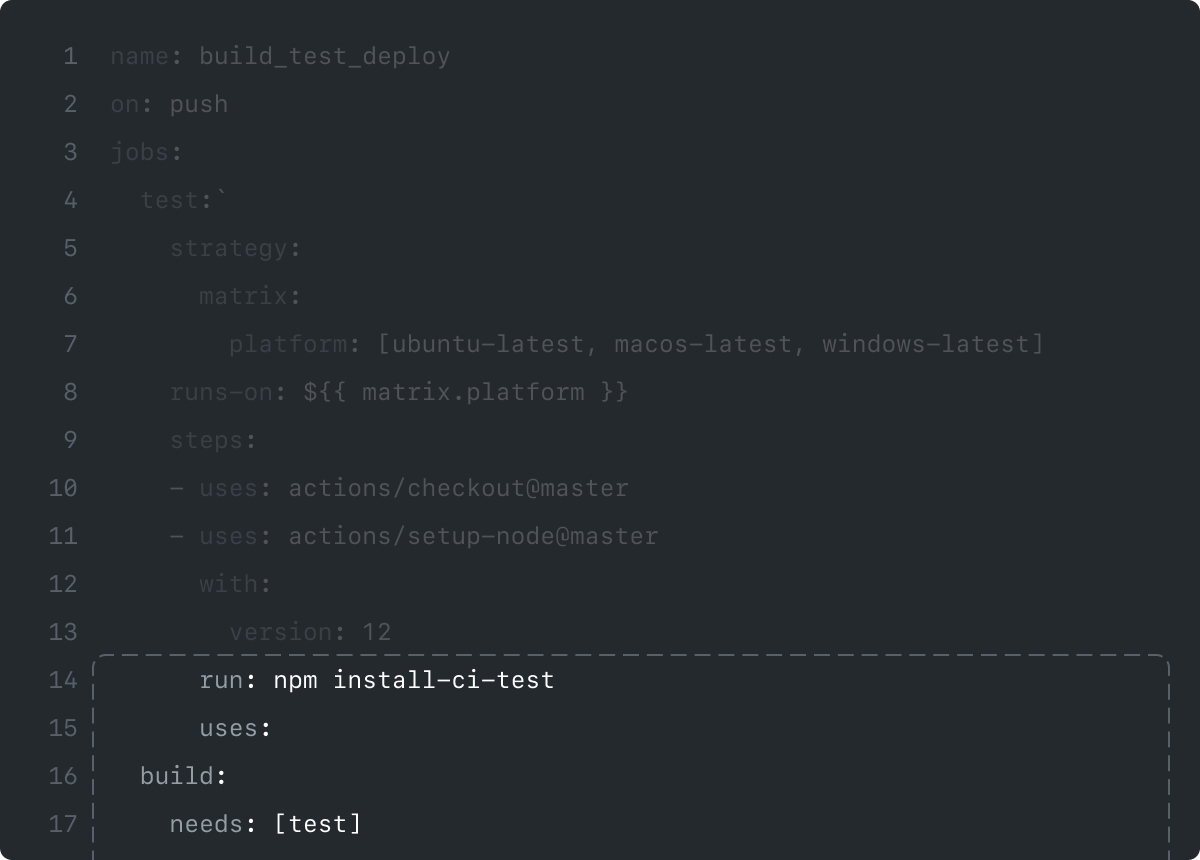 1 name: build_test_deploy
2 on: push
3 jobs:
4 test:`
5 strategy:
6 matrix:
7 platform: [ubuntu-latest, macos-latest, windows-latest]
8 runs-on: ${{ matrix.platform }}
9 steps:
10 - uses: actions/checkout@master
11 - uses: actions/setup-node@master
12 with:
13 version: 12
14 run: npm install-ci-test
15 uses:
16 build:
17 needs: [test]